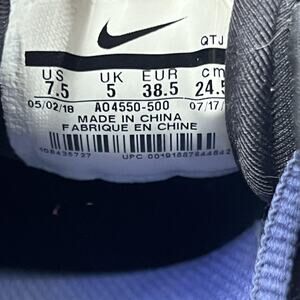 QTJ
US UK EUR cm
7.5 5 38.5 24.5
05/02/18 AO4550-500 07/17/
MADE IN CHINA
FABRIQUE EN CHINE
UPC